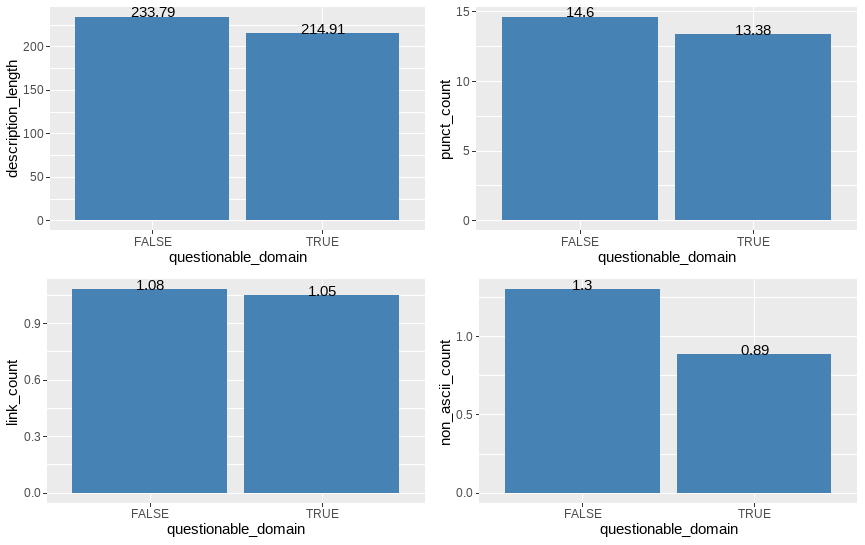 233.79
214.91
200
150
100
50
0
description_length
FALSE
TRUE
questionable_domain
14.6
13.38
15
10
5
0
punct_count
FALSE
TRUE
questionable_domain
1.08
1.05
0.9
0.6
0.3
0.0
link_count
FALSE
TRUE
questionable_domain
1.3
0.89
1.0
0.5
0.0
non_ascii_count
FALSE
TRUE
questionable_domain